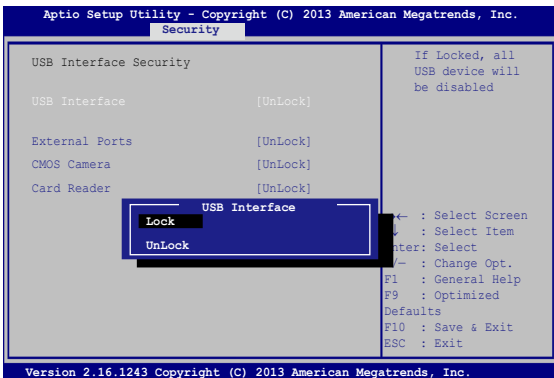 Aptio Setup Utility - Copyright (C) 2013 American Megatrends, Inc.
Security
USB Interface Security
USB Interface [UnLock]
External Ports [UnLock]
CMOS Camera [UnLock]
Card Reader [UnLock]
USB Interface
Lock
UnLock
If Locked, all
USB device will
be disabled
→← : Select Screen
↓ : Select Item
nter: Select
/— : Change Opt.
F1 : General Help
F9 : Optimized
Defaults
F10 : Save & Exit
ESC : Exit
Version 2.16.1243 Copyright (C) 2013 American Megatrends, Inc.